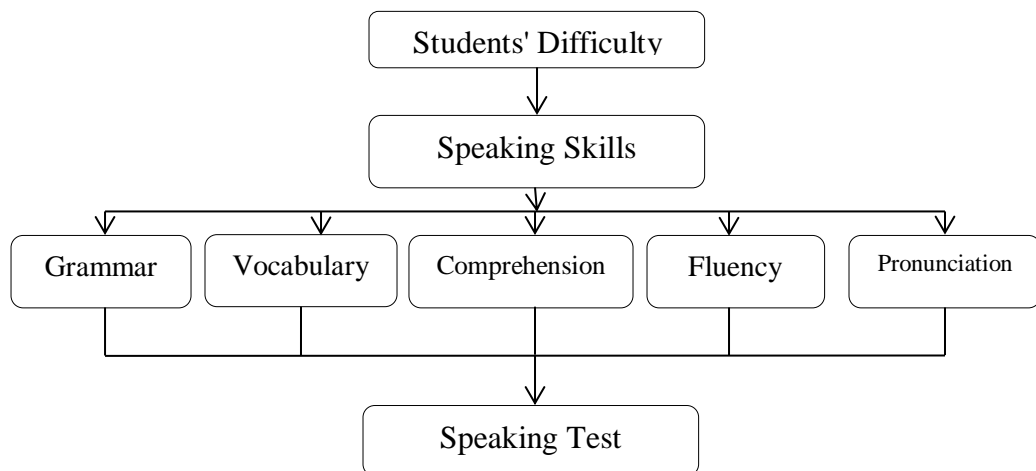 Students' Difficulty
Speaking Skills
Grammar
Vocabulary
Comprehension
Fluency
Pronunciation
Speaking Test